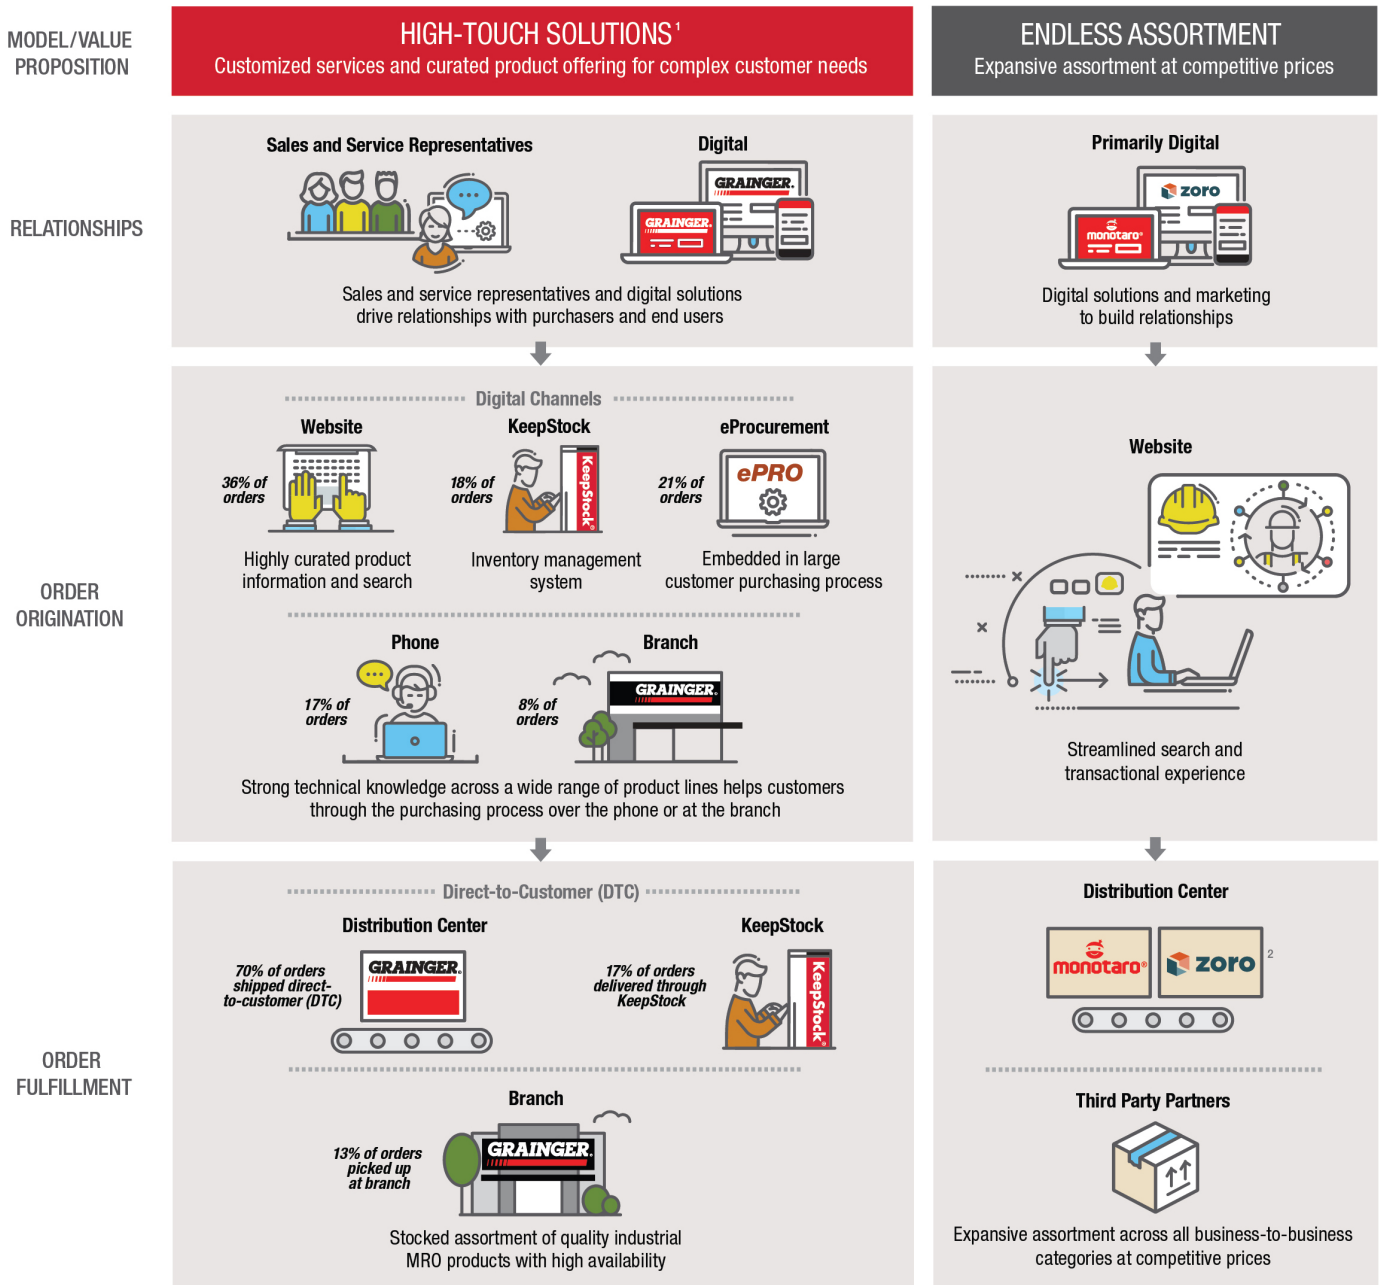 MODEL/VALUE
PROPOSITION
HIGH-TOUCH SOLUTIONS¹
Customized services and curated product offering for complex customer needs
ENDLESS ASSORTMENT
Expansive assortment at competitive prices
RELATIONSHIPS
Sales and Service Representatives
Digital
GRAINGER.
GRAINGER.
Sales and service representatives and digital solutions
drive relationships with purchasers and end users
Primarily Digital
zoro
monotaro®
Digital solutions and marketing
to build relationships
ORDER
ORIGINATION
Digital Channels
Website
36% of
orders
Highly curated product
information and search
KeepStock
18% of
orders
KeepStock®
Inventory management
system
eProcurement
21% of
orders
ePRO
Embedded in large
customer purchasing process
Phone
17% of
orders
Branch
8% of
orders
GRAINGER.
Strong technical knowledge across a wide range of product lines helps customers
through the purchasing process over the phone or at the branch
Website
Streamlined search and
transactional experience
ORDER
FULFILLMENT
Direct-to-Customer (DTC)
Distribution Center
70% of orders
shipped direct-
to-customer (DTC)
GRAINGER.
KeepStock
17% of orders
delivered through
KeepStock
KeepStock®
Branch
13% of orders
picked up
at branch
GRAINGER.
Stocked assortment of quality industrial
MRO products with high availability
Distribution Center
monotaro®
zoro
2
Third Party Partners
Expansive assortment across all business-to-business
categories at competitive prices